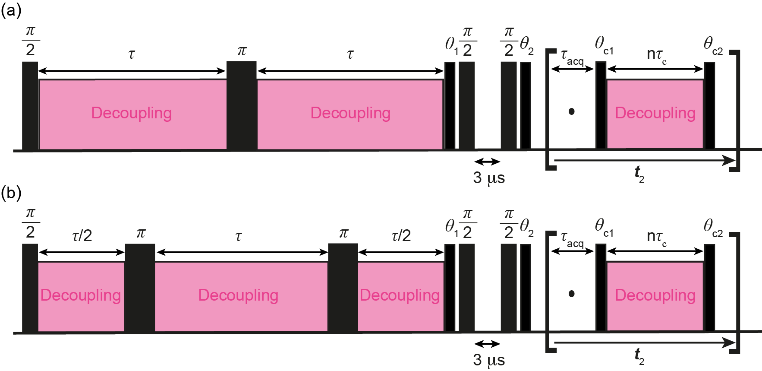 (a)
π/2 τ π τ θ1 π/2 π/2 θ2 τacq θc1 nτc θc2
Decoupling Decoupling Decoupling
3 μs t2
(b)
π/2 τ/2 π τ π τ/2 θ1 π/2 π/2 θ2 τacq θc1 nτc θc2
Decoupling Decoupling Decoupling Decoupling
3 μs t2